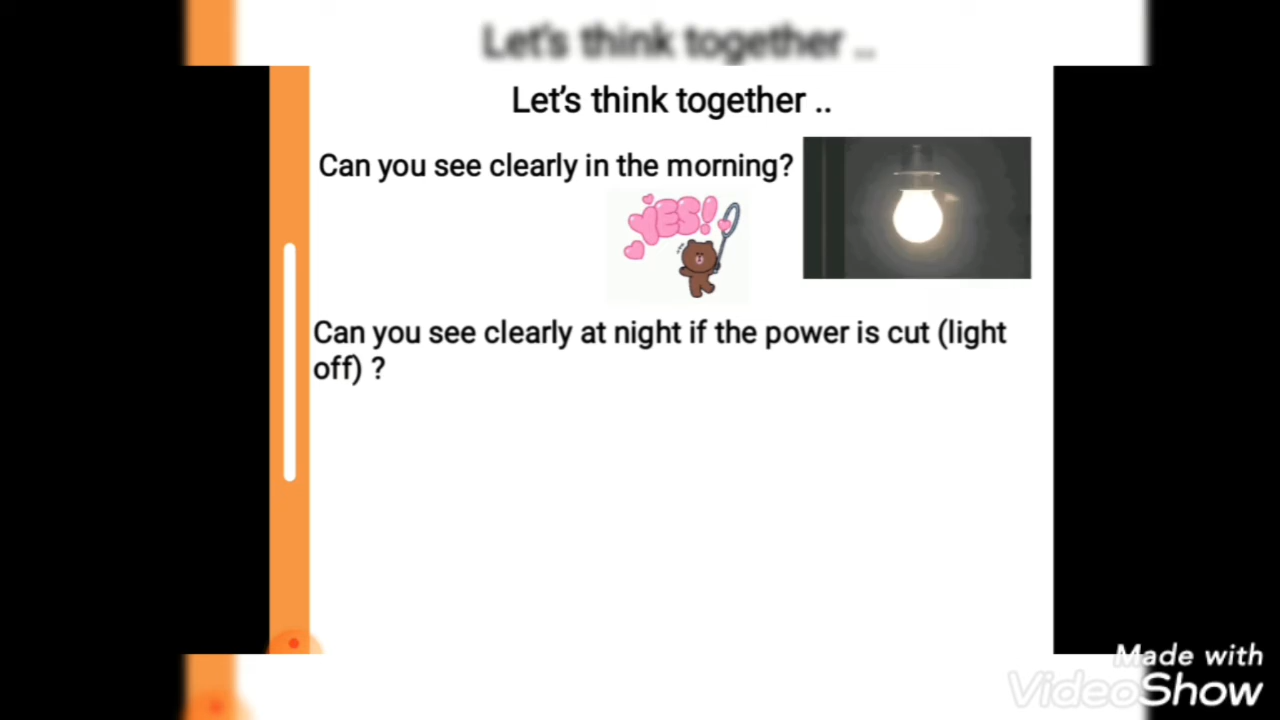 Let's think together ..
Let's think together ..
Can you see clearly in the morning?
YES!
Can you see clearly at night if the power is cut (light
off) ?
Made with
VideoShow